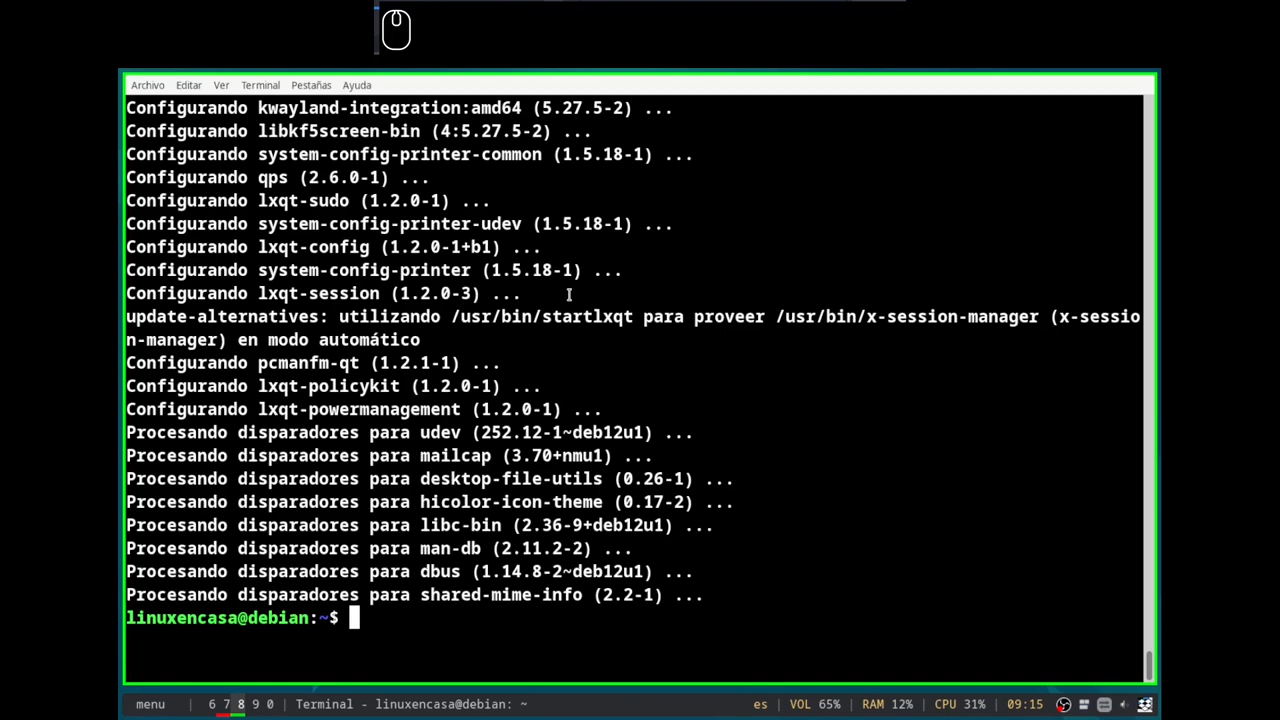 Archivo Editar Ver Terminal Pestañas Ayuda
Configurando kwayland-integration:amd64 (5.27.5-2) ...
Configurando libkf5screen-bin (4:5.27.5-2) ...
Configurando system-config-printer-common (1.5.18-1) ...
Configurando qps (2.6.0-1) ...
Configurando lxqt-sudo (1.2.0-1) ...
Configurando system-config-printer-udev (1.5.18-1) ...
Configurando lxqt-config (1.2.0-1+b1) ...
Configurando system-config-printer (1.5.18-1) ...
Configurando lxqt-session (1.2.0-3) ...
update-alternatives: utilizando /usr/bin/startlxqt para proveer /usr/bin/x-session-manager (x-sessio
n-manager) en modo automático
Configurando pcmanfm-qt (1.2.1-1) ...
Configurando lxqt-policykit (1.2.0-1) ...
Configurando lxqt-powermanagement (1.2.0-1) ...
Procesando disparadores para udev (252.12-1~deb12u1) ...
Procesando disparadores para mailcap (3.70+nmu1) ...
Procesando disparadores para desktop-file-utils (0.26-1) ...
Procesando disparadores para hicolor-icon-theme (0.17-2) ...
Procesando disparadores para libc-bin (2.36-9+deb12u1) ...
Procesando disparadores para man-db (2.11.2-2) ...
Procesando disparadores para dbus (1.14.8-2~deb12u1) ...
Procesando disparadores para shared-mime-info (2.2-1) ...
linuxencasa@debian:~$
menu 6 7 8 9 0 | Terminal - linuxencasa@debian: ~ es | VOL 65% | RAM 12% | CPU 31% | 09:15